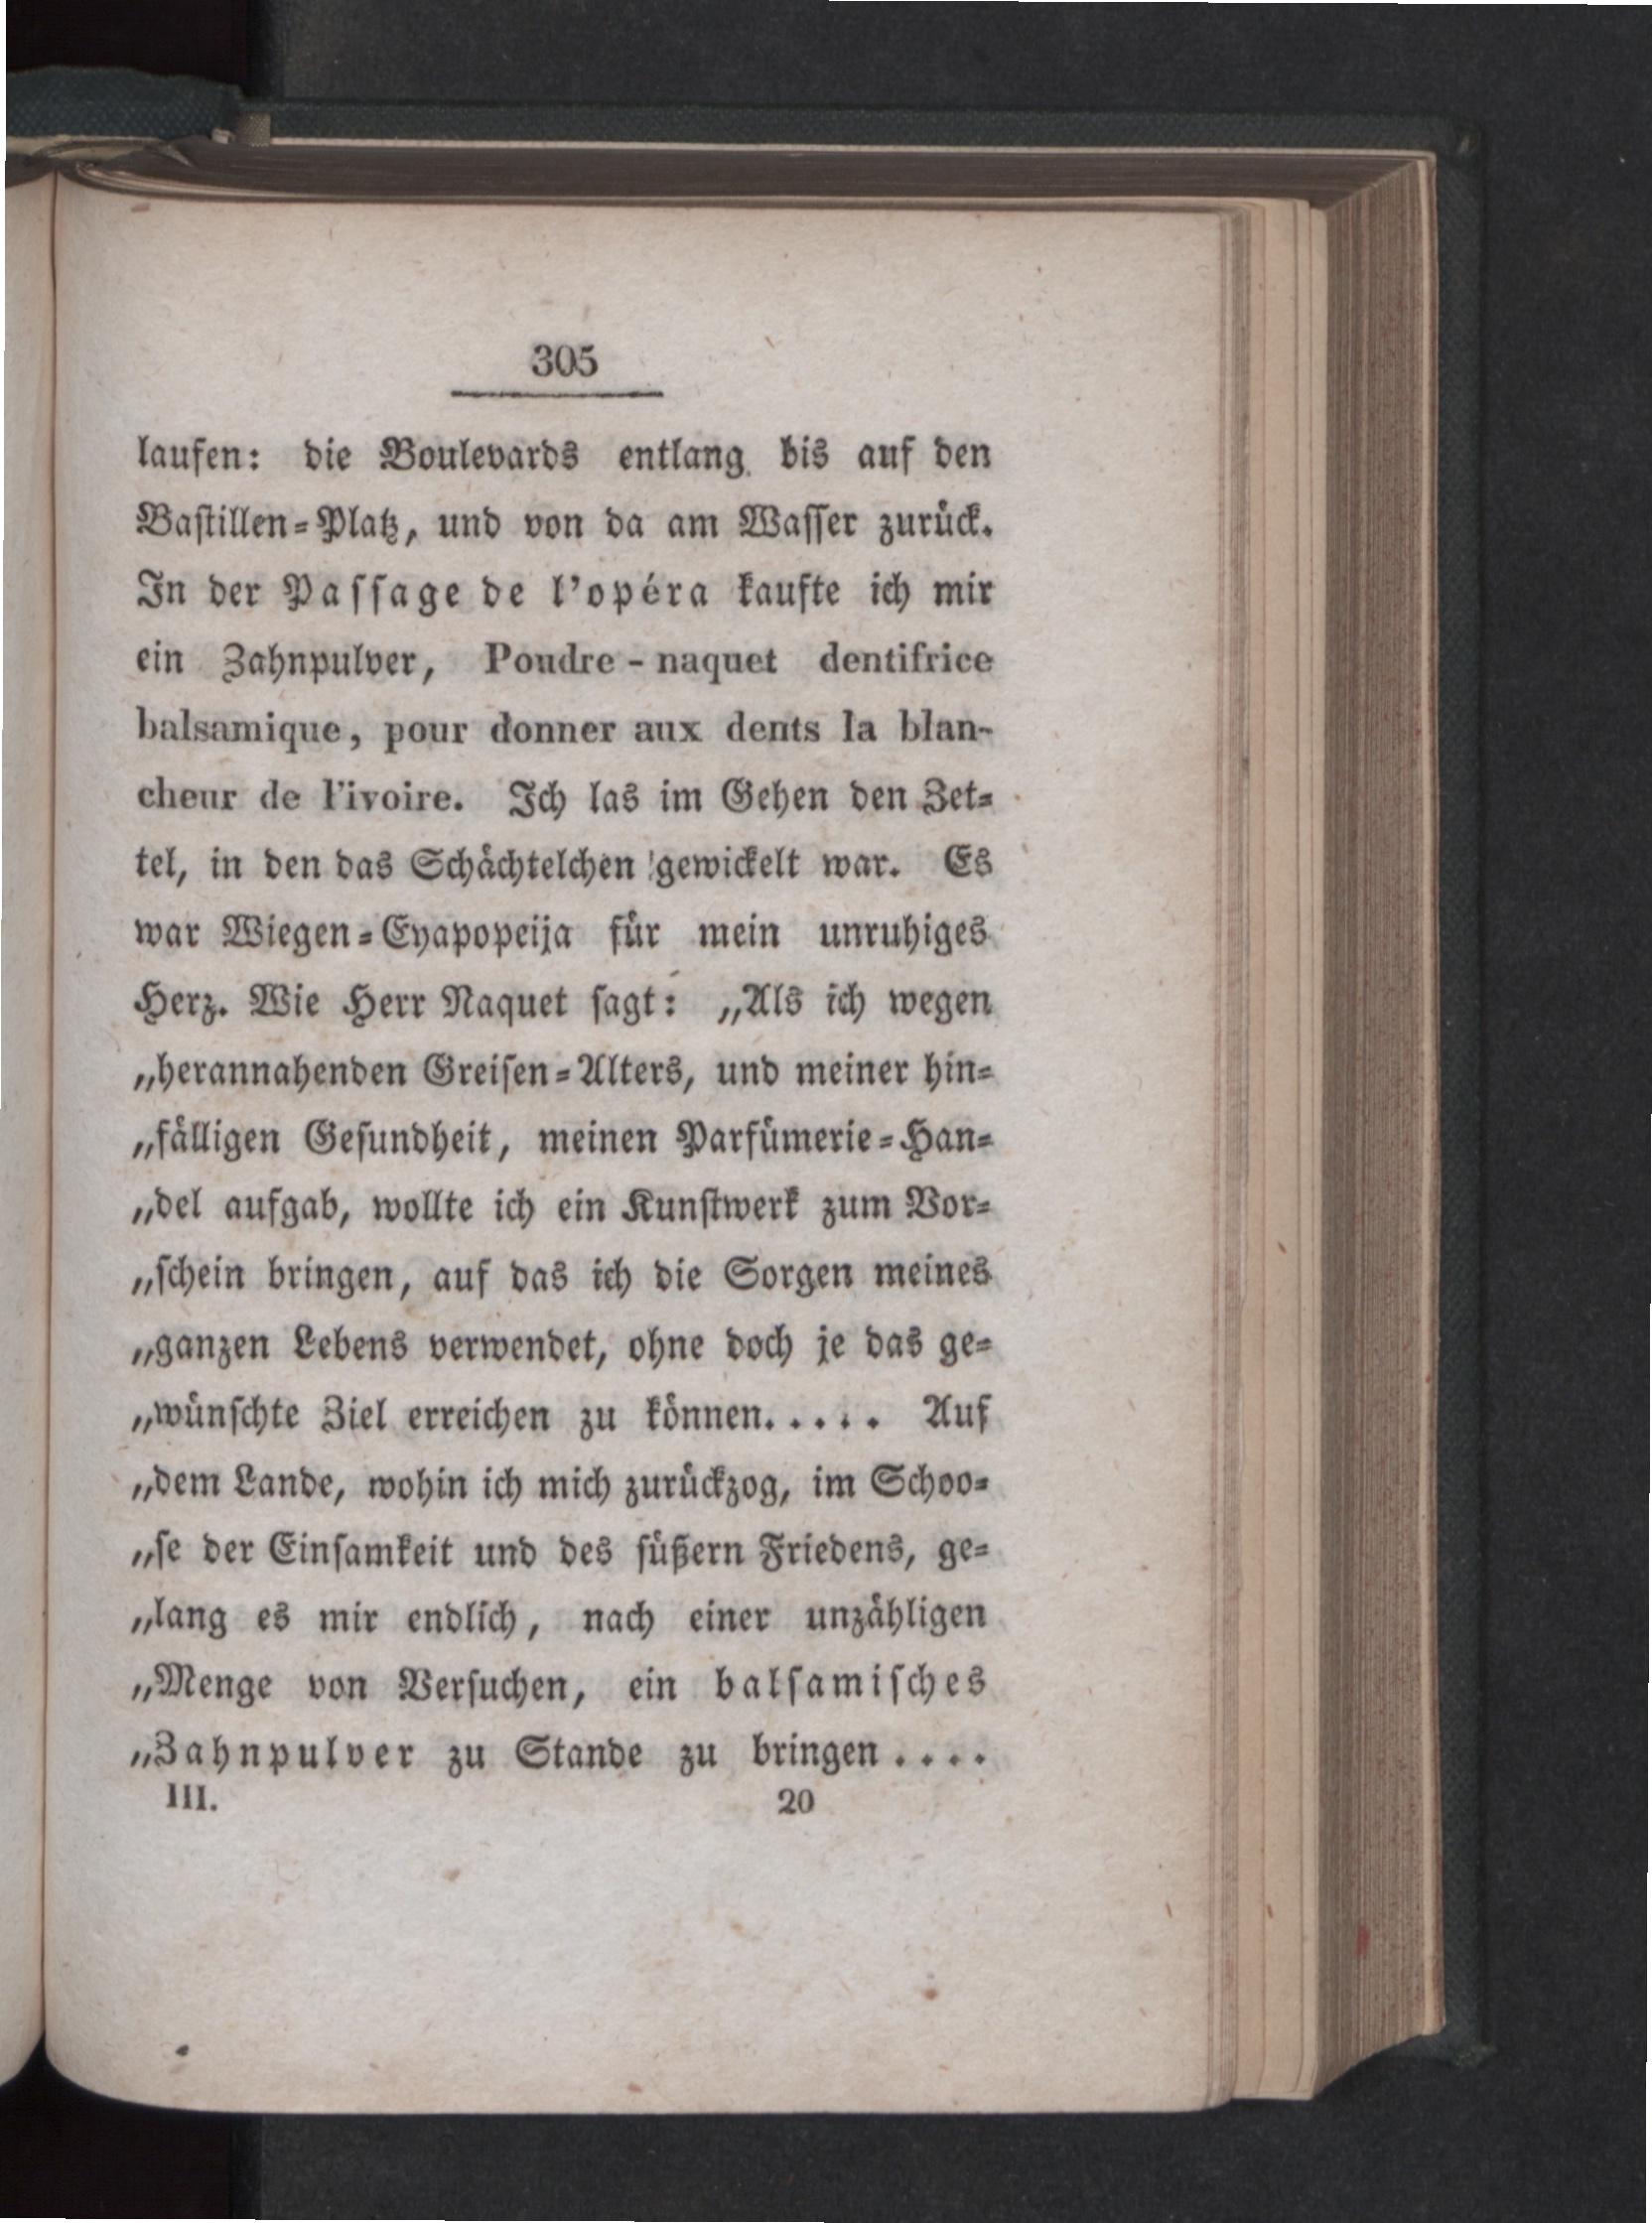 305
laufen: die Boulevards entlang bis auf den
Bastillen-Platz, und von da am Wasser zurück.
In der Passage de l'opéra kaufte ich mir
ein Zahnpulver, Poudre-naquet dentifrice
balsamique, pour donner aux dents la blan-
cheur de l'ivoire. Ich las im Gehen den Zet-
tel, in den das Schächtelchen gewickelt war. Es
war Wiegen-Eyapopeija für mein unruhiges
Herz. Wie Herr Naquet sagt: „Als ich wegen
„herannahenden Greisen-Alters, und meiner hin-
„fälligen Gesundheit, meinen Parfümerie-Han-
„del aufgab, wollte ich ein Kunstwerk zum Vor-
„schein bringen, auf das ich die Sorgen meines
„ganzen Lebens verwendet, ohne doch je das ge-
„wünschte Ziel erreichen zu können..... Auf
„dem Lande, wohin ich mich zurückzog, im Schoo-
„se der Einsamkeit und des süßern Friedens, ge-
„lang es mir endlich, nach einer unzähligen
„Menge von Versuchen, ein balsamisches
„Zahnpulver zu Stande zu bringen....
III. 20